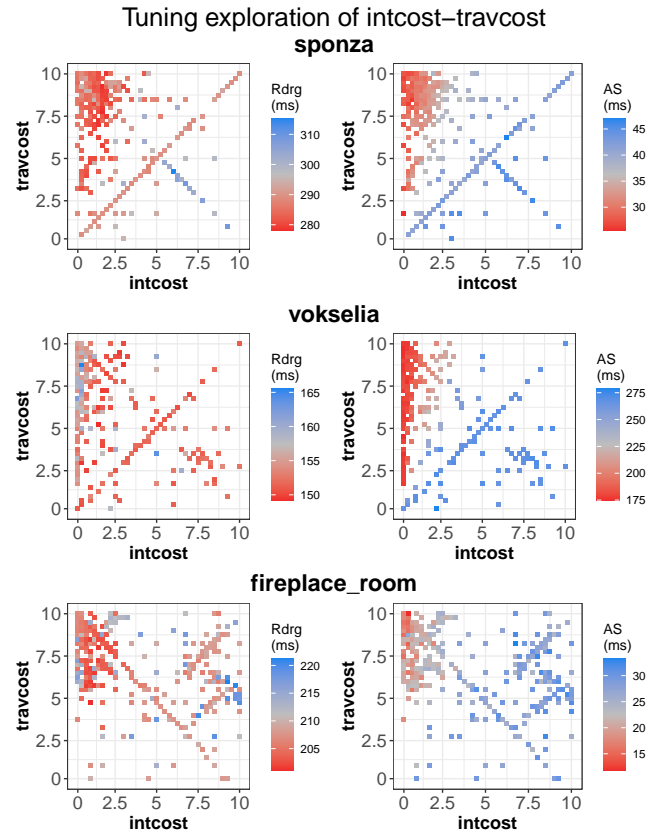 Tuning exploration of intcost−travcost
sponza
travcost
10
7.5
5
2.5
0
0 2.5 5 7.5 10
intcost
Rdrg
(ms)
310
300
290
280
travcost
10
7.5
5
2.5
0
0 2.5 5 7.5 10
intcost
AS
(ms)
45
40
35
30
vokselia
travcost
10
7.5
5
2.5
0
0 2.5 5 7.5 10
intcost
Rdrg
(ms)
165
160
155
150
travcost
10
7.5
5
2.5
0
0 2.5 5 7.5 10
intcost
AS
(ms)
275
250
225
200
175
fireplace_room
travcost
10
7.5
5
2.5
0
0 2.5 5 7.5 10
intcost
Rdrg
(ms)
220
215
210
205
travcost
10
7.5
5
2.5
0
0 2.5 5 7.5 10
intcost
AS
(ms)
30
25
20
15